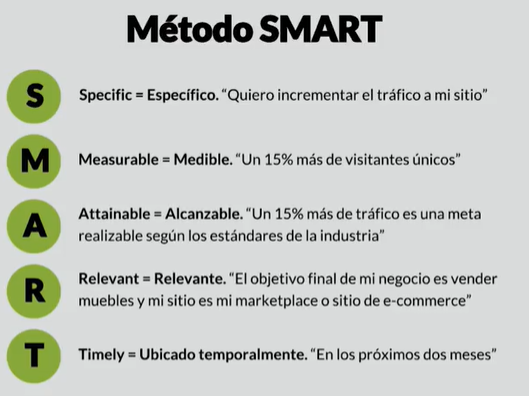 Método SMART
S
Specific = Específico. “Quiero incrementar el tráfico a mi sitio”
M
Measurable = Medible. “Un 15% más de visitantes únicos”
A
Attainable = Alcanzable. “Un 15% más de tráfico es una meta
realizable según los estándares de la industria”
R
Relevant = Relevante. “El objetivo final de mi negocio es vender
muebles y mi sitio es mi marketplace o sitio de e-commerce”
T
Timely = Ubicado temporalmente. “En los próximos dos meses”